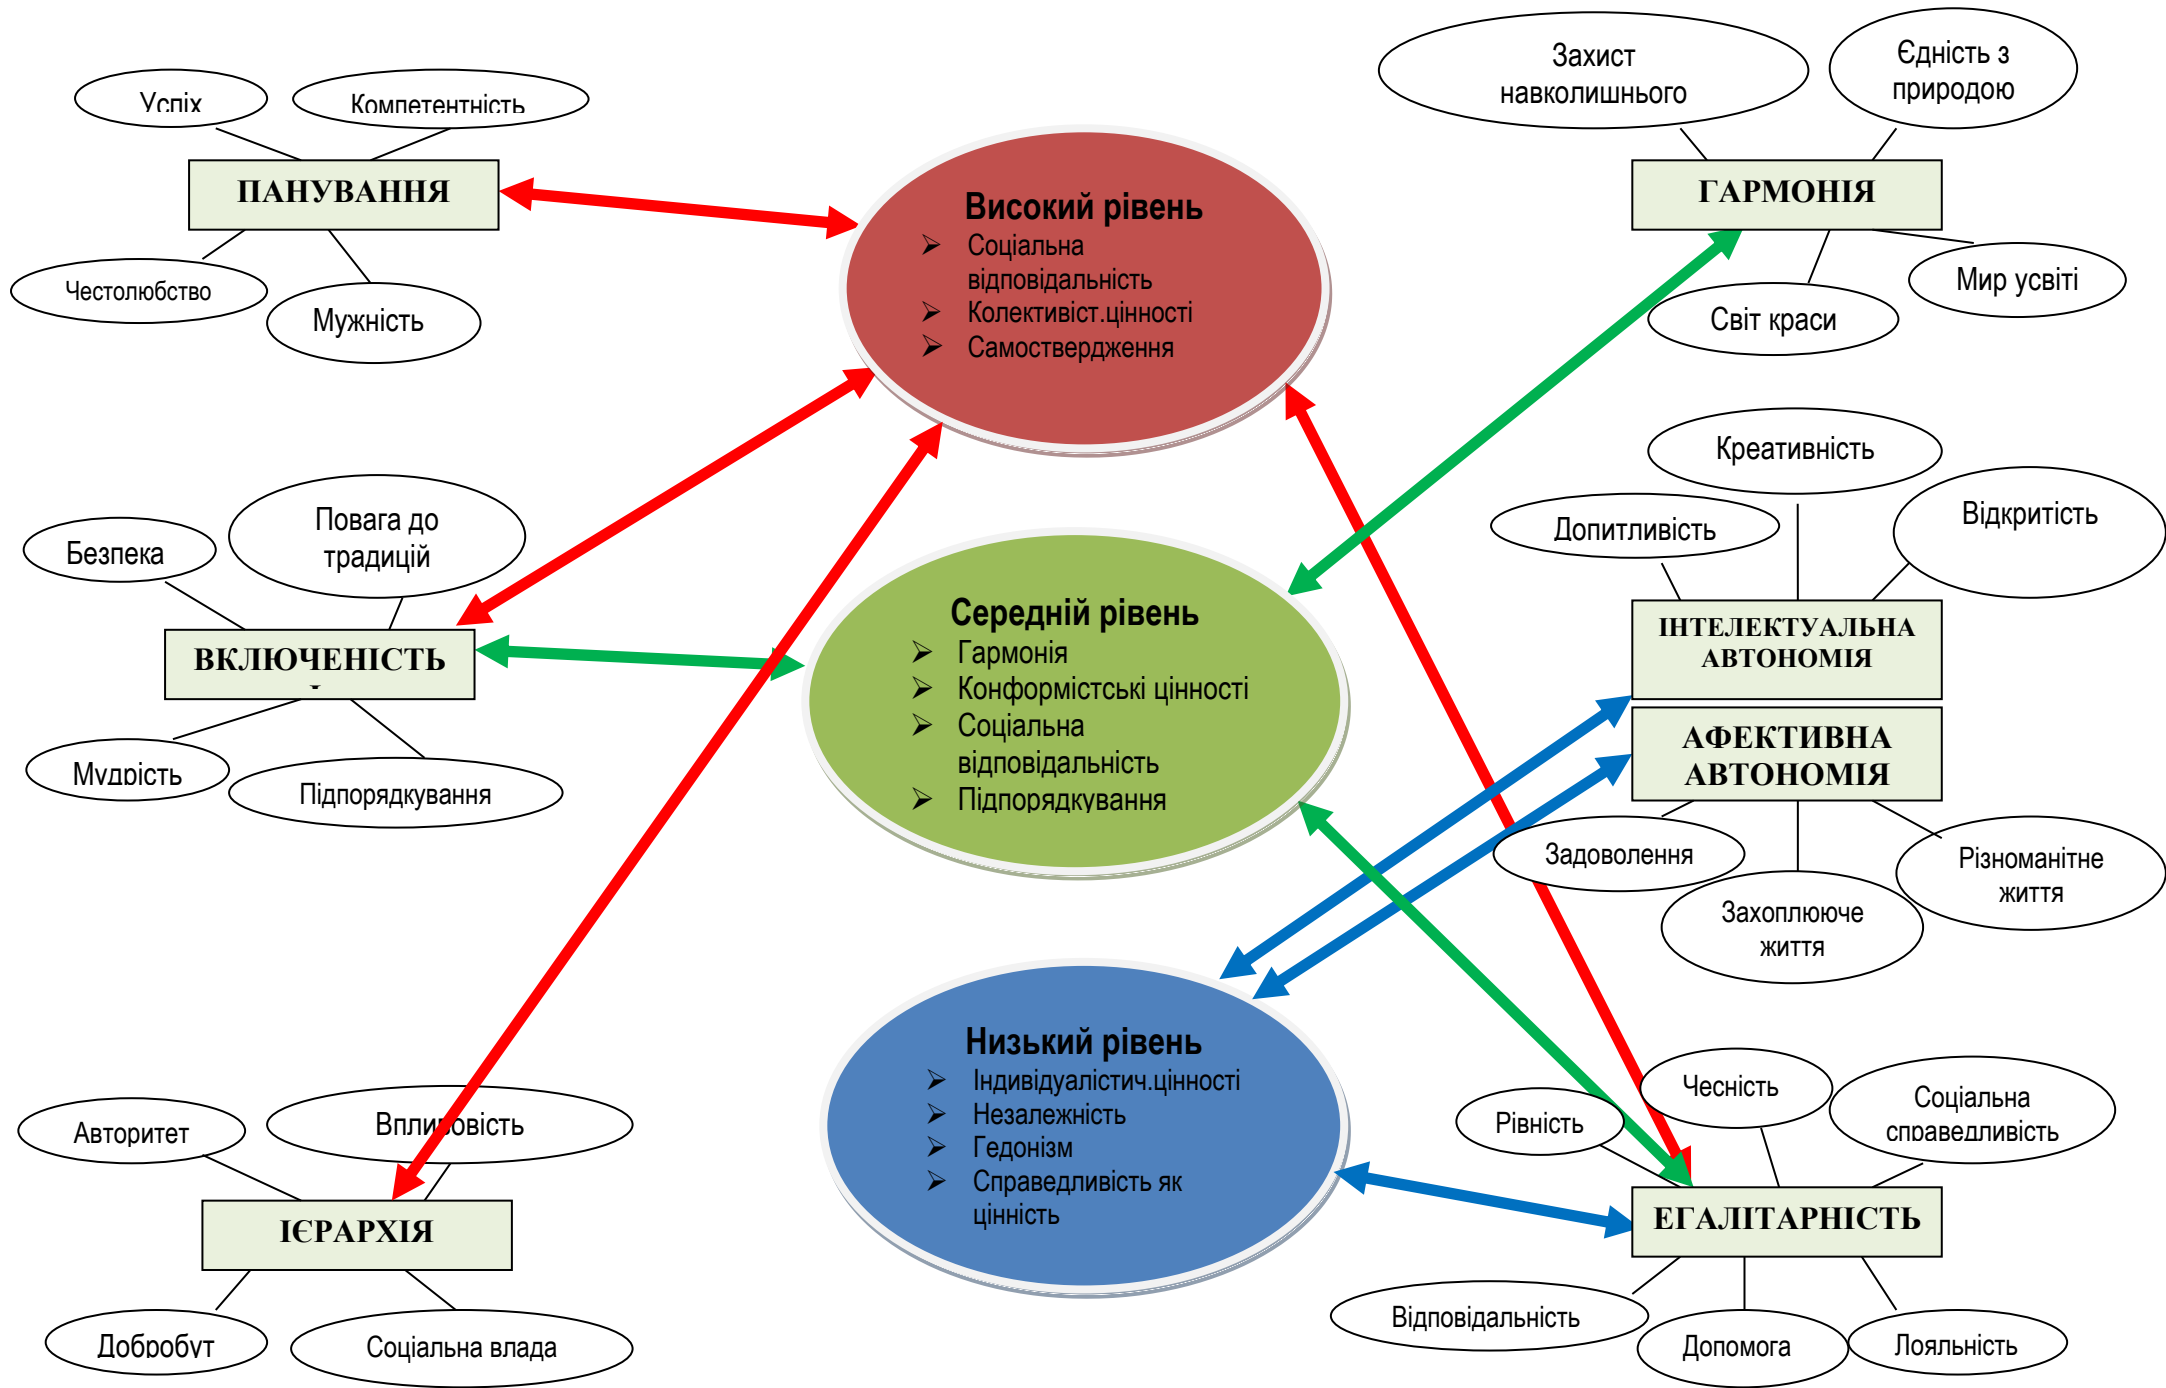 Успіх
Компетентність
ПАНУВАННЯ
Честолюбство
Мужність
Захист
навколишнього
Єдність з
природою
ГАРМОНІЯ
Мир усвіті
Світ краси
Високий рівень
➢ Соціальна
відповідальність
➢ Колективіст.цінності
➢ Самоствердження
Безпека
Повага до
традицій
ВКЛЮЧЕНІСТЬ
Мудрість
Підпорядкування
Середній рівень
➢ Гармонія
➢ Конформістські цінності
➢ Соціальна
відповідальність
➢ Підпорядкування
Креативність
Допитливість
Відкритість
ІНТЕЛЕКТУАЛЬНА
АВТОНОМІЯ
АФЕКТИВНА
АВТОНОМІЯ
Задоволення
Захоплююче
життя
Різноманітне
життя
Низький рівень
➢ Індивідуалістич.цінності
➢ Незалежність
➢ Гедонізм
➢ Справедливість як
цінність
Авторитет
Впливовість
ІЄРАРХІЯ
Добробут
Соціальна влада
Рівність
Чесність
Соціальна
справедливість
ЕГАЛІТАРНІСТЬ
Відповідальність
Допомога
Лояльність